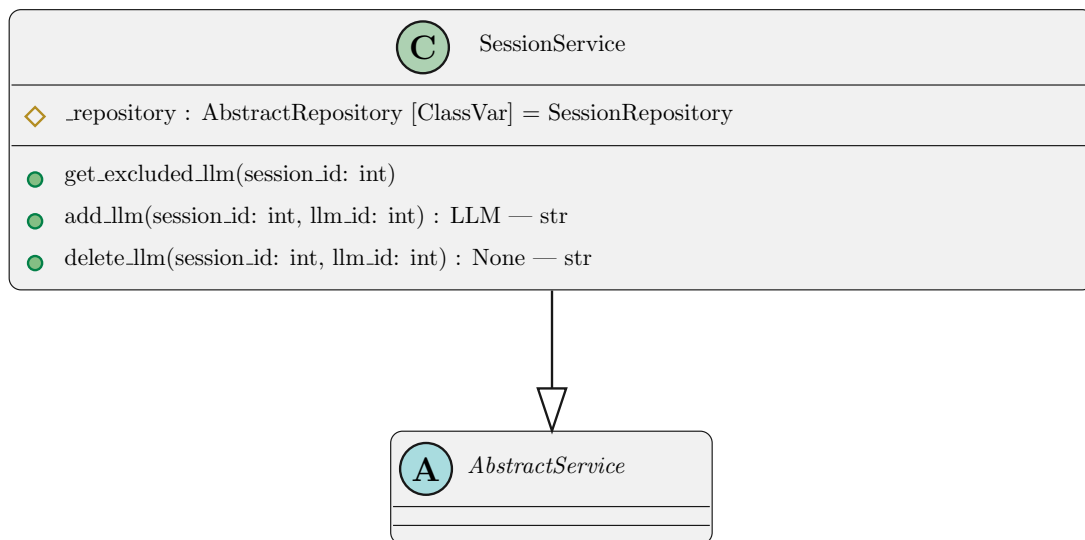 C SessionService
_repository : AbstractRepository [ClassVar] = SessionRepository
get_excluded_llm(session_id: int)
add_llm(session_id: int, llm_id: int) : LLM — str
delete_llm(session_id: int, llm_id: int) : None — str
A AbstractService